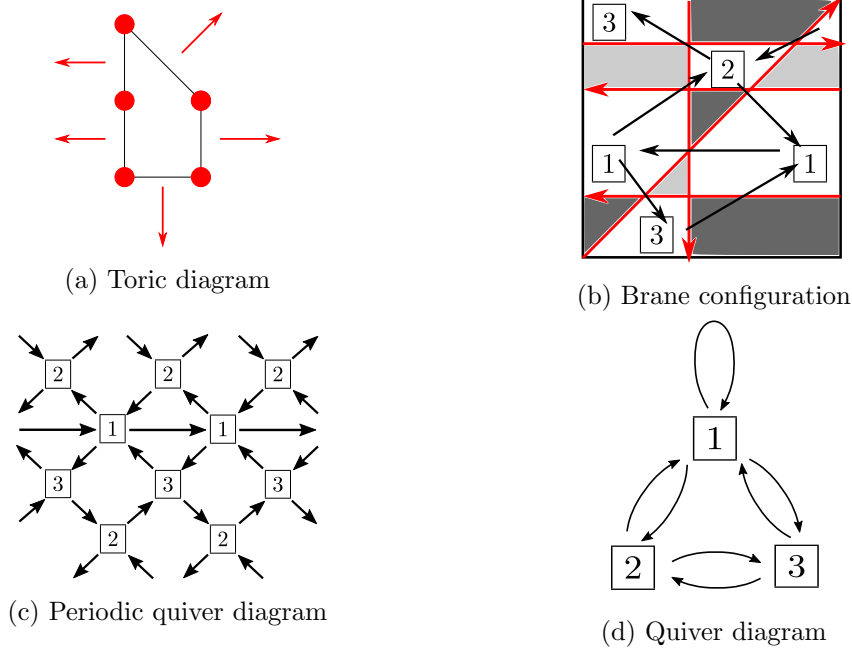 3
2
1
1
3
(a) Toric diagram
(b) Brane configuration
2 2 2
1 1
3 3 3
2 2
(c) Periodic quiver diagram
1
2 3
(d) Quiver diagram